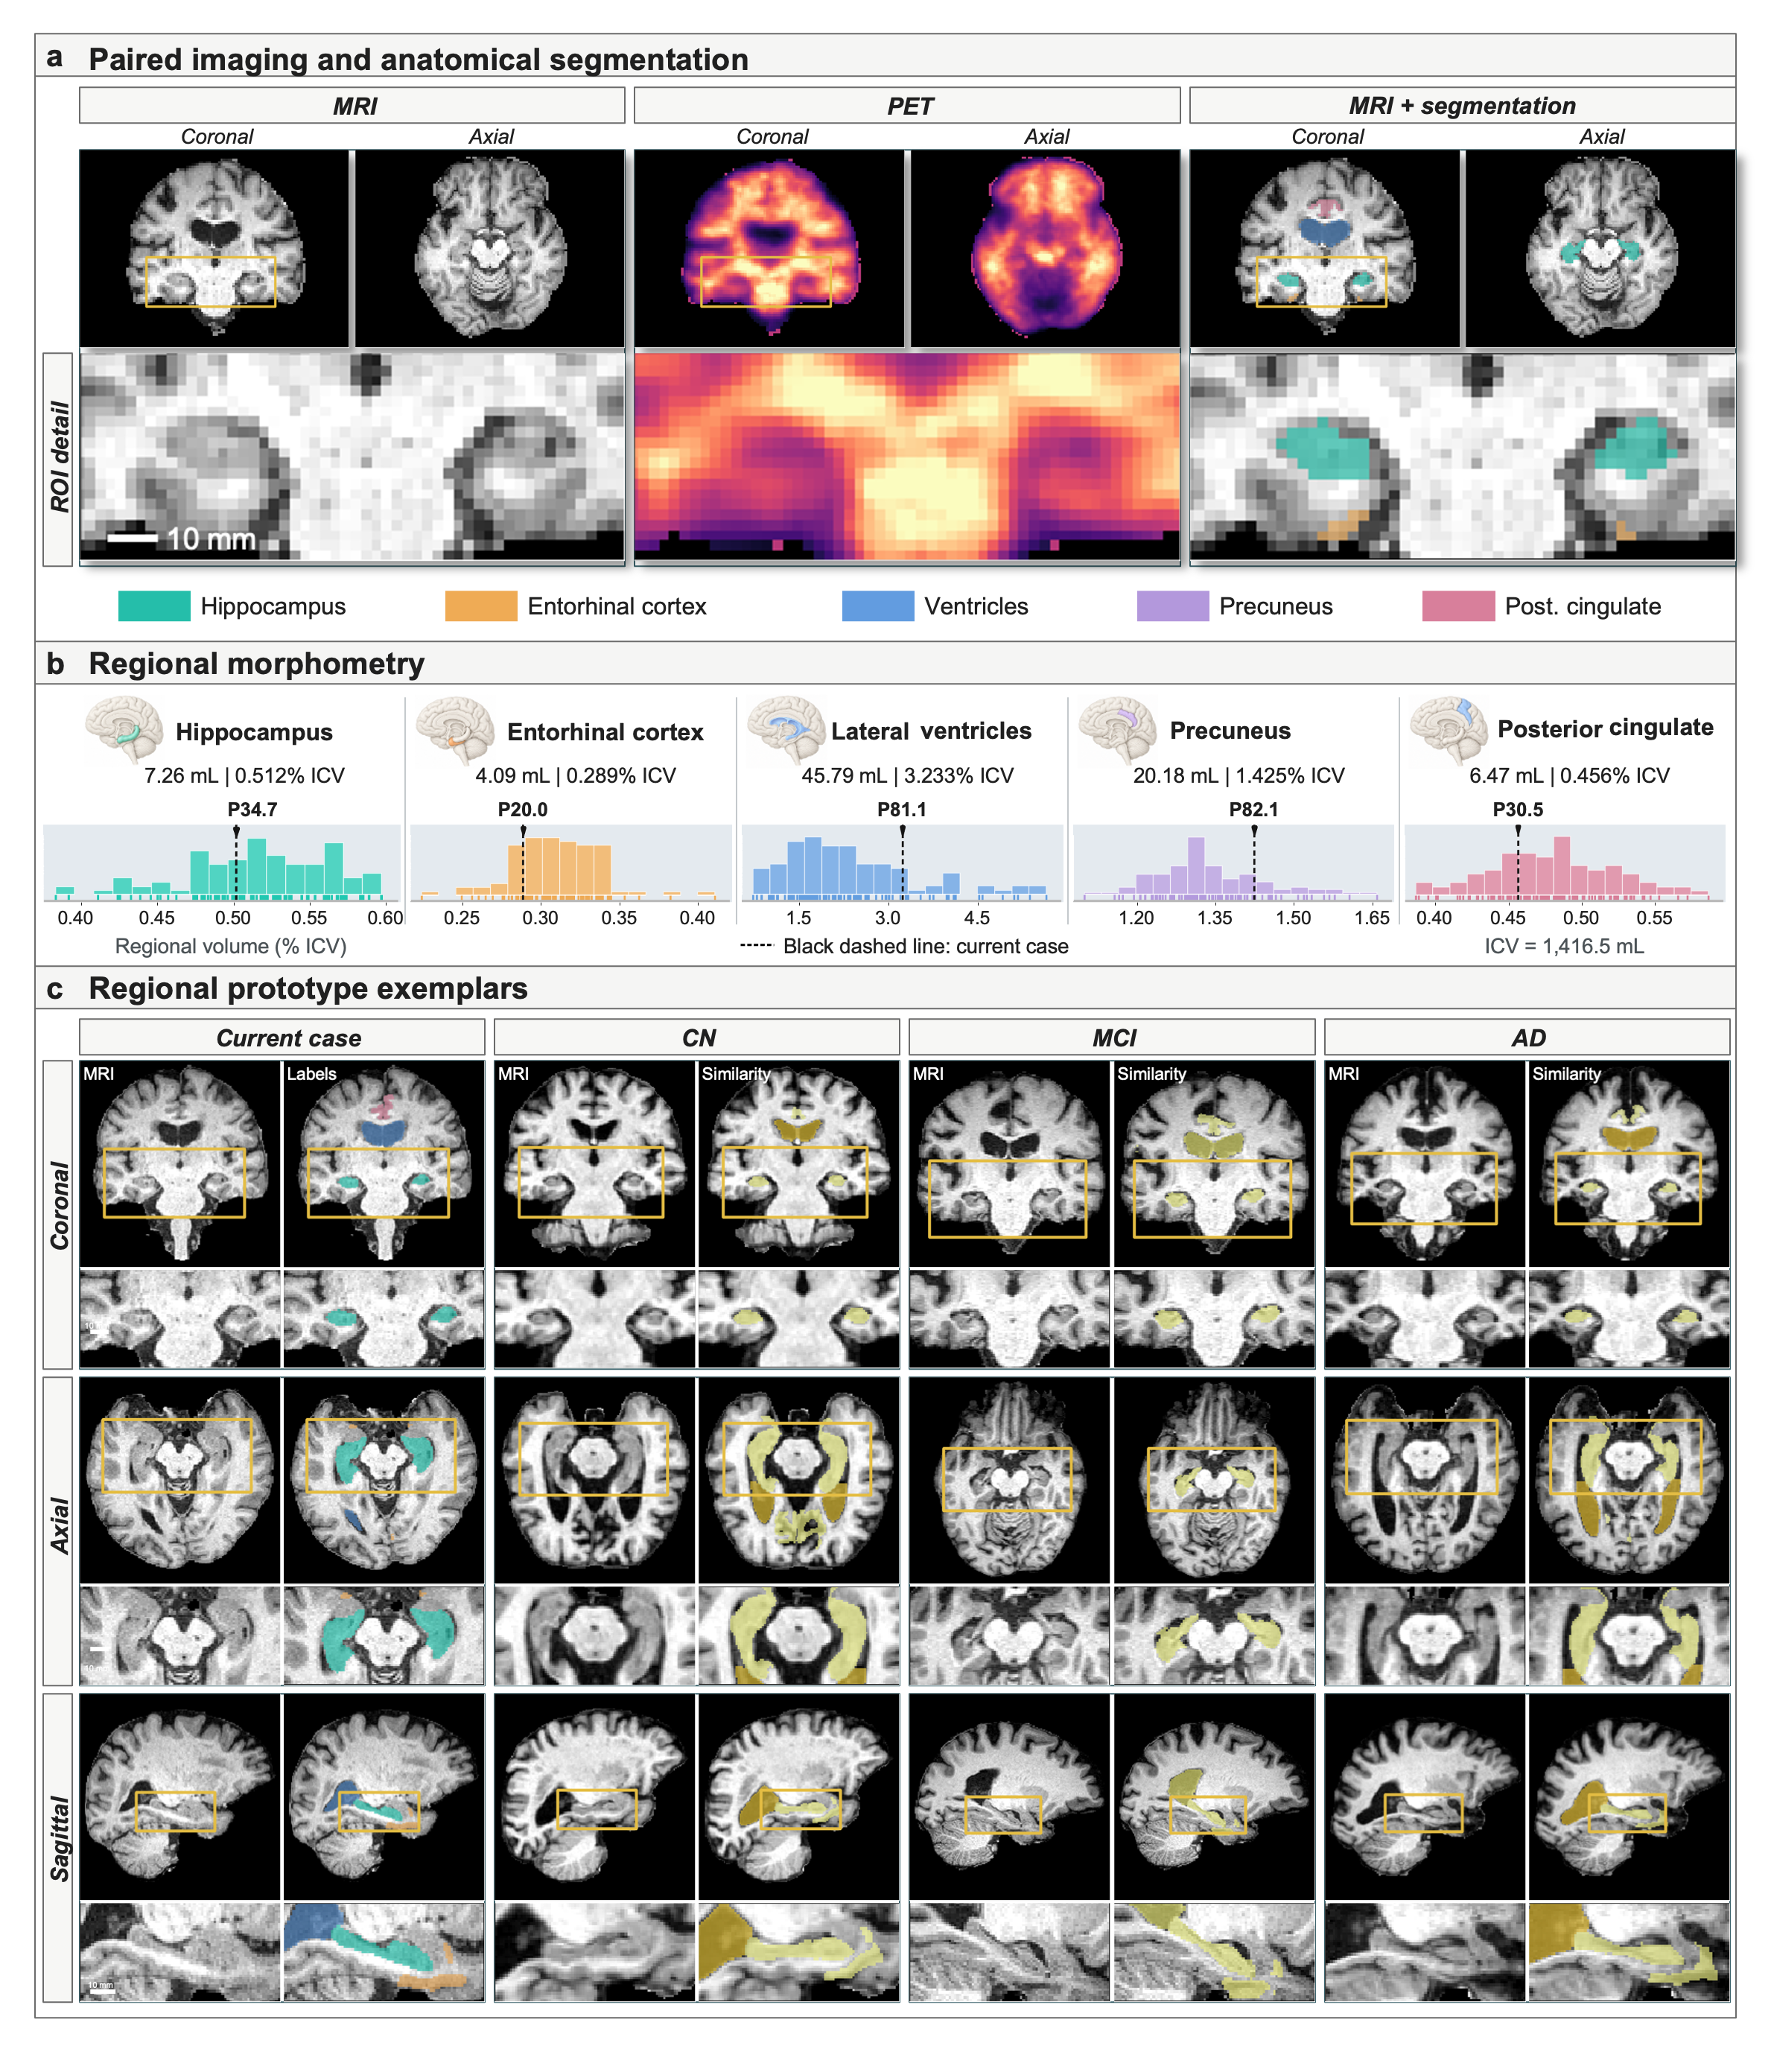 a Paired imaging and anatomical segmentation
MRI
PET
MRI + segmentation
Coronal
Axial
Coronal
Axial
Coronal
Axial
ROI detail
10 mm
Hippocampus
Entorhinal cortex
Ventricles
Precuneus
Post. cingulate
b Regional morphometry
Hippocampus
7.26 mL | 0.512% ICV
P34.7
0.40 0.45 0.50 0.55 0.60
Regional volume (% ICV)
Entorhinal cortex
4.09 mL | 0.289% ICV
P20.0
0.25 0.30 0.35 0.40
Lateral ventricles
45.79 mL | 3.233% ICV
P81.1
1.5 3.0 4.5
Black dashed line: current case
Precuneus
20.18 mL | 1.425% ICV
P82.1
1.20 1.35 1.50 1.65
Posterior cingulate
6.47 mL | 0.456% ICV
P30.5
0.40 0.45 0.50 0.55
ICV = 1,416.5 mL
c Regional prototype exemplars
Current case
CN
MCI
AD
Coronal
MRI
Labels
MRI
Similarity
MRI
Similarity
MRI
Similarity
Axial
Sagittal
10 mm